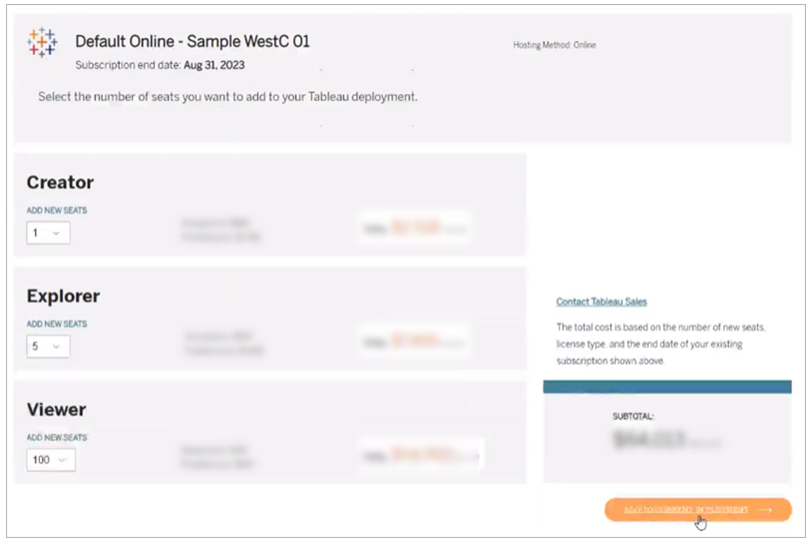 Default Online - Sample WestC 01
Hosting Method: Online
Subscription end date: Aug 31, 2023
Select the number of seats you want to add to your Tableau deployment.
Creator
ADD NEW SEATS
1
Explorer
ADD NEW SEATS
5
Contact Tableau Sales
The total cost is based on the number of new seats,
license type, and the end date of your existing
subscription shown above.
Viewer
ADD NEW SEATS
100
SUBTOTAL: